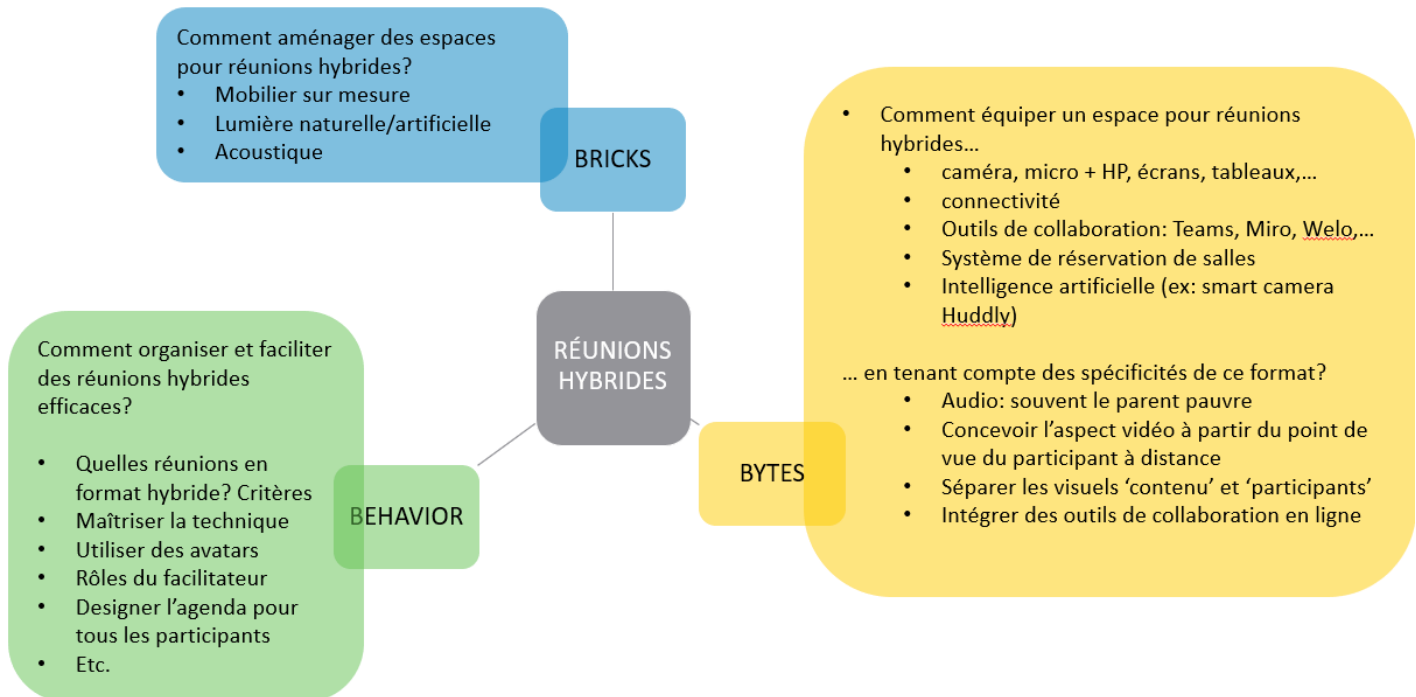 Comment aménager des espaces
pour réunions hybrides?
• Mobilier sur mesure
• Lumière naturelle/artificielle
• Acoustique
BRICKS
• Comment équiper un espace pour réunions
hybrides…
• caméra, micro + HP, écrans, tableaux,…
• connectivité
• Outils de collaboration: Teams, Miro, Welo,…
• Système de réservation de salles
• Intelligence artificielle (ex: smart camera
Huddly)
… en tenant compte des spécificités de ce format?
• Audio: souvent le parent pauvre
• Concevoir l’aspect vidéo à partir du point de
vue du participant à distance
• Séparer les visuels ‘contenu’ et ‘participants’
• Intégrer des outils de collaboration en ligne
BYTES
RÉUNIONS
HYBRIDES
Comment organiser et faciliter
des réunions hybrides
efficaces?
• Quelles réunions en
format hybride? Critères
• Maîtriser la technique
• Utiliser des avatars
• Rôles du facilitateur
• Designer l’agenda pour
tous les participants
• Etc.
BEHAVIOR